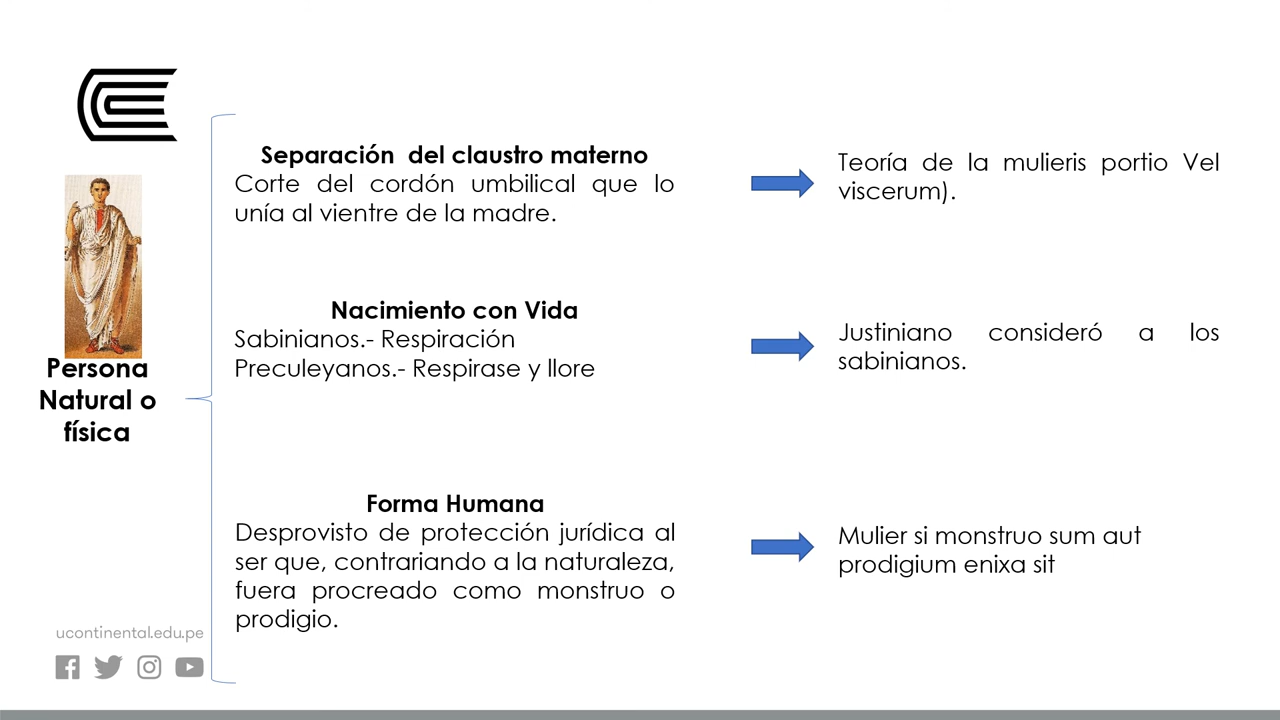 Persona
Natural o
física
Separación  del claustro materno
Corte del cordón umbilical que lo
unía al vientre de la madre.
Teoría de la mulieris portio Vel
viscerum).
Nacimiento con Vida
Sabinianos.- Respiración
Preculeyanos.- Respirase y llore
Justiniano consideró a los
sabinianos.
Forma Humana
Desprovisto de protección jurídica al
ser que, contrariando a la naturaleza,
fuera procreado como monstruo o
prodigio.
Mulier si monstruo sum aut
prodigium enixa sit
ucontinental.edu.pe